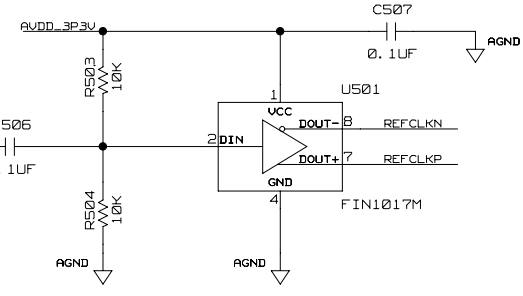 C507
AVDD_3P3V
AGND
0.1UF
R503
10K
U501
1
VCC
506
2
DIN
DOUT-
8
REFCLKN
1UF
DOUT+
7
REFCLKP
GND
4
FIN1017M
R504
10K
AGND
AGND